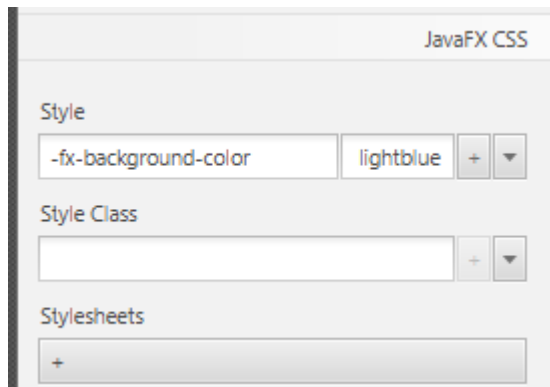 JavaFX CSS
Style
-fx-background-color lightblue +
Style Class
+
Stylesheets
+